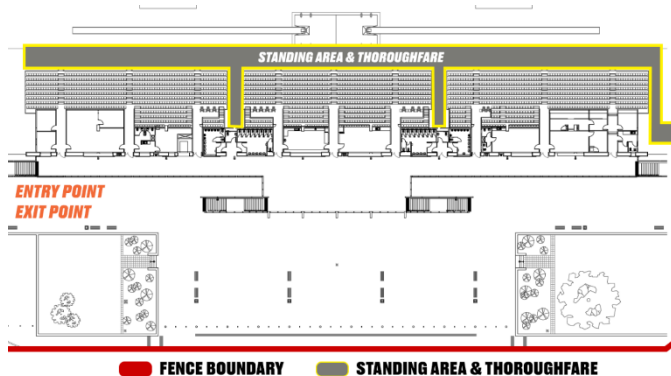 STANDING AREA & THOROUGHFARE
ENTRY POINT
EXIT POINT
FENCE BOUNDARY
STANDING AREA & THOROUGHFARE